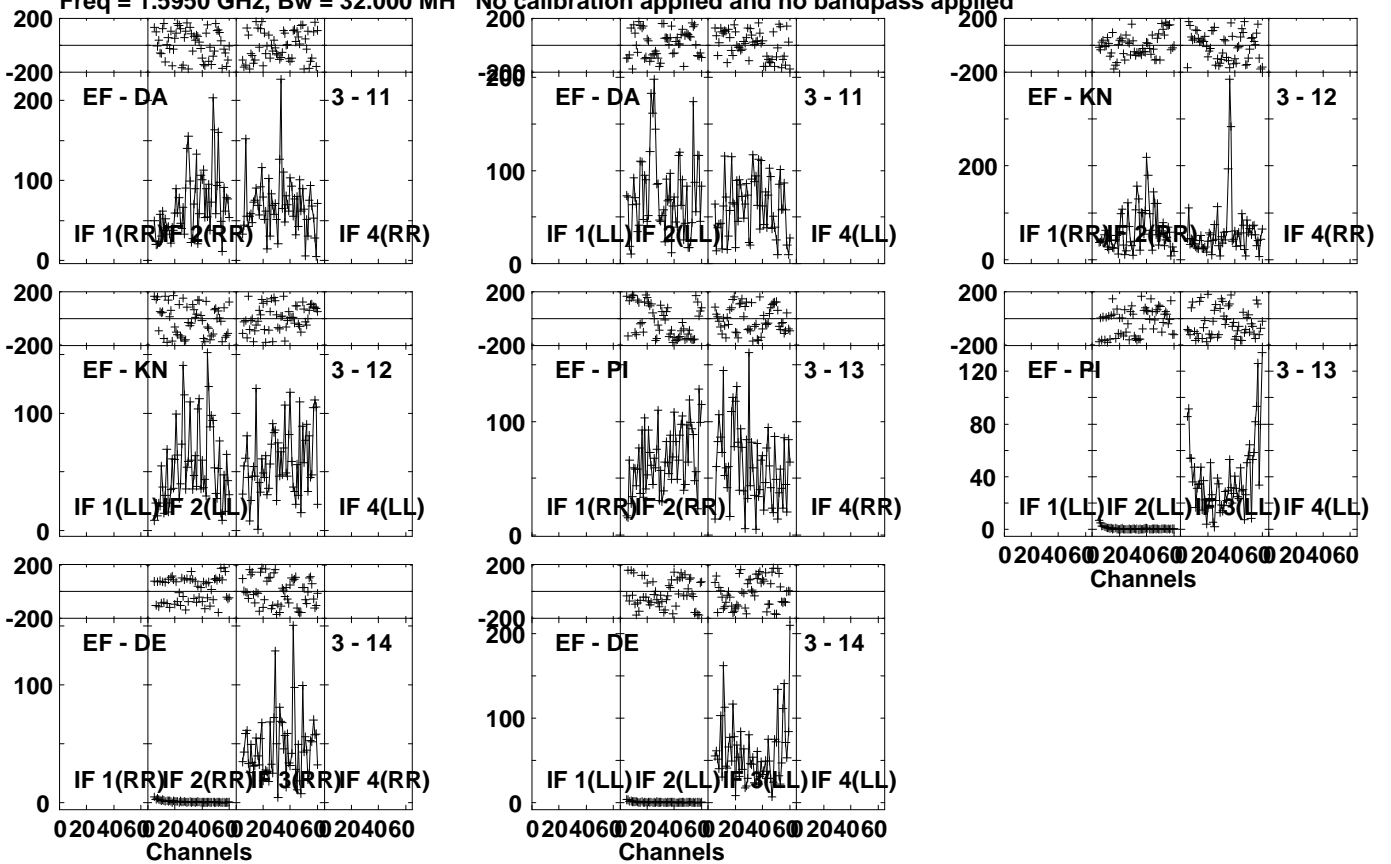 Freq = 1.5950 GHz, Bw = 32.000 MH No calibration applied and no bandpass applied
200
-200
200
100
0
EF - DA
3 - 11
IF 1(RR)
IF 2(RR)
IF 4(RR)
200
-200
200
100
0
EF - DA
3 - 11
IF 1(LL)
IF 2(LL)
IF 4(LL)
200
-200
200
0
EF - KN
3 - 12
IF 1(RR)
IF 2(RR)
IF 4(RR)
200
-200
100
0
EF - KN
3 - 12
IF 1(LL)
IF 2(LL)
IF 4(LL)
200
-200
100
0
EF - PI
3 - 13
IF 1(RR)
IF 2(RR)
IF 4(RR)
200
-200
120
80
40
0
EF - PI
3 - 13
IF 1(LL)
IF 2(LL)
IF 3(LL)
IF 4(LL)
0 20 40 60 0 20 40 60 0 20 40 60 0 20 40 60
Channels
200
-200
100
0
EF - DE
3 - 14
IF 1(RR)
IF 2(RR)
IF 3(RR)
IF 4(RR)
0 20 40 60 0 20 40 60 0 20 40 60 0 20 40 60
Channels
200
-200
200
100
0
EF - DE
3 - 14
IF 1(LL)
IF 2(LL)
IF 3(LL)
IF 4(LL)
0 20 40 60 0 20 40 60 0 20 40 60 0 20 40 60
Channels